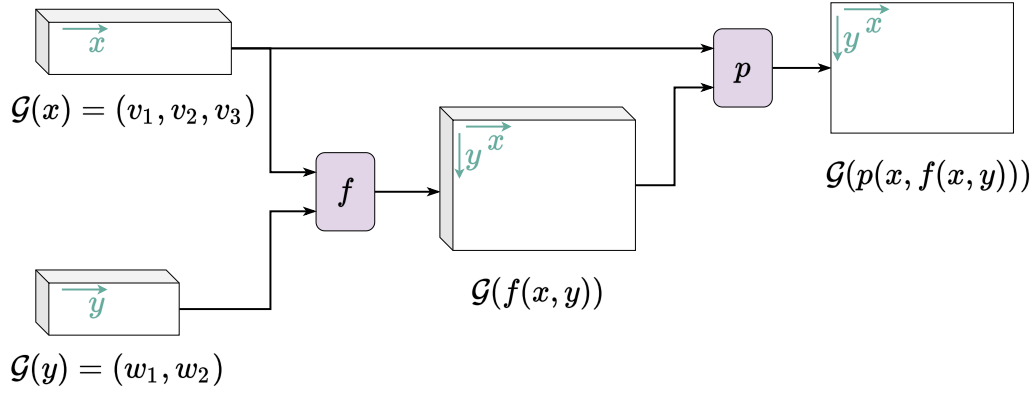 x
𝒢(x) = (v₁, v₂, v₃)
y
𝒢(y) = (w₁, w₂)
f
y x
𝒢(f(x, y))
p
y x
𝒢(p(x, f(x, y)))